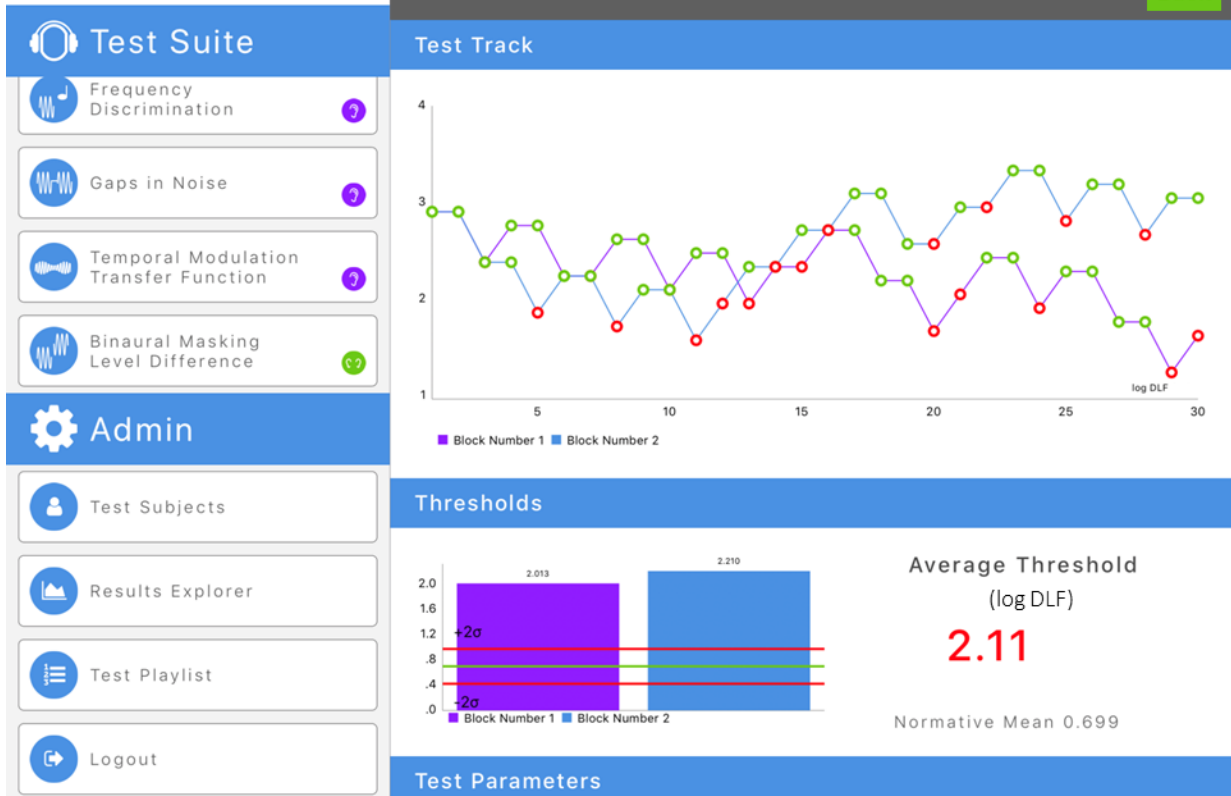 Test Suite
Frequency
Discrimination
Gaps in Noise
Temporal Modulation
Transfer Function
Binaural Masking
Level Difference
Admin
Test Subjects
Results Explorer
Test Playlist
Logout
Test Track
4
3
2
1
log DLF
5 10 15 20 25 30
Block Number 1 Block Number 2
Thresholds
2.013 2.210
2.0
1.6
1.2
.8
.4
.0
+2σ
-2σ
Block Number 1 Block Number 2
Average Threshold
(log DLF)
2.11
Normative Mean 0.699
Test Parameters